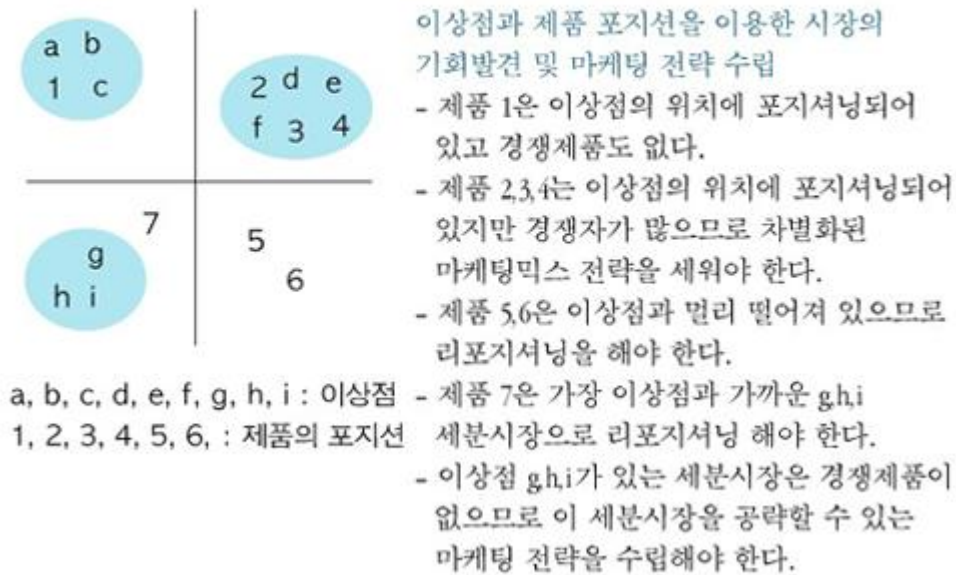 a b
1 c
2 d e
f 3 4
7
g
h i
5
6
a, b, c, d, e, f, g, h, i : 이상점
1, 2, 3, 4, 5, 6, : 제품의 포지션
이상점과 제품 포지션을 이용한 시장의
기회발견 및 마케팅 전략 수립
- 제품 1은 이상점의 위치에 포지셔닝되어
있고 경쟁제품도 없다.
- 제품 2,3,4는 이상점의 위치에 포지셔닝되어
있지만 경쟁자가 많으므로 차별화된
마케팅믹스 전략을 세워야 한다.
- 제품 5,6은 이상점과 멀리 떨어져 있으므로
리포지셔닝을 해야 한다.
- 제품 7은 가장 이상점과 가까운 g,h,i
세분시장으로 리포지셔닝 해야 한다.
- 이상점 g,h,i가 있는 세분시장은 경쟁제품이
없으므로 이 세분시장을 공략할 수 있는
마케팅 전략을 수립해야 한다.